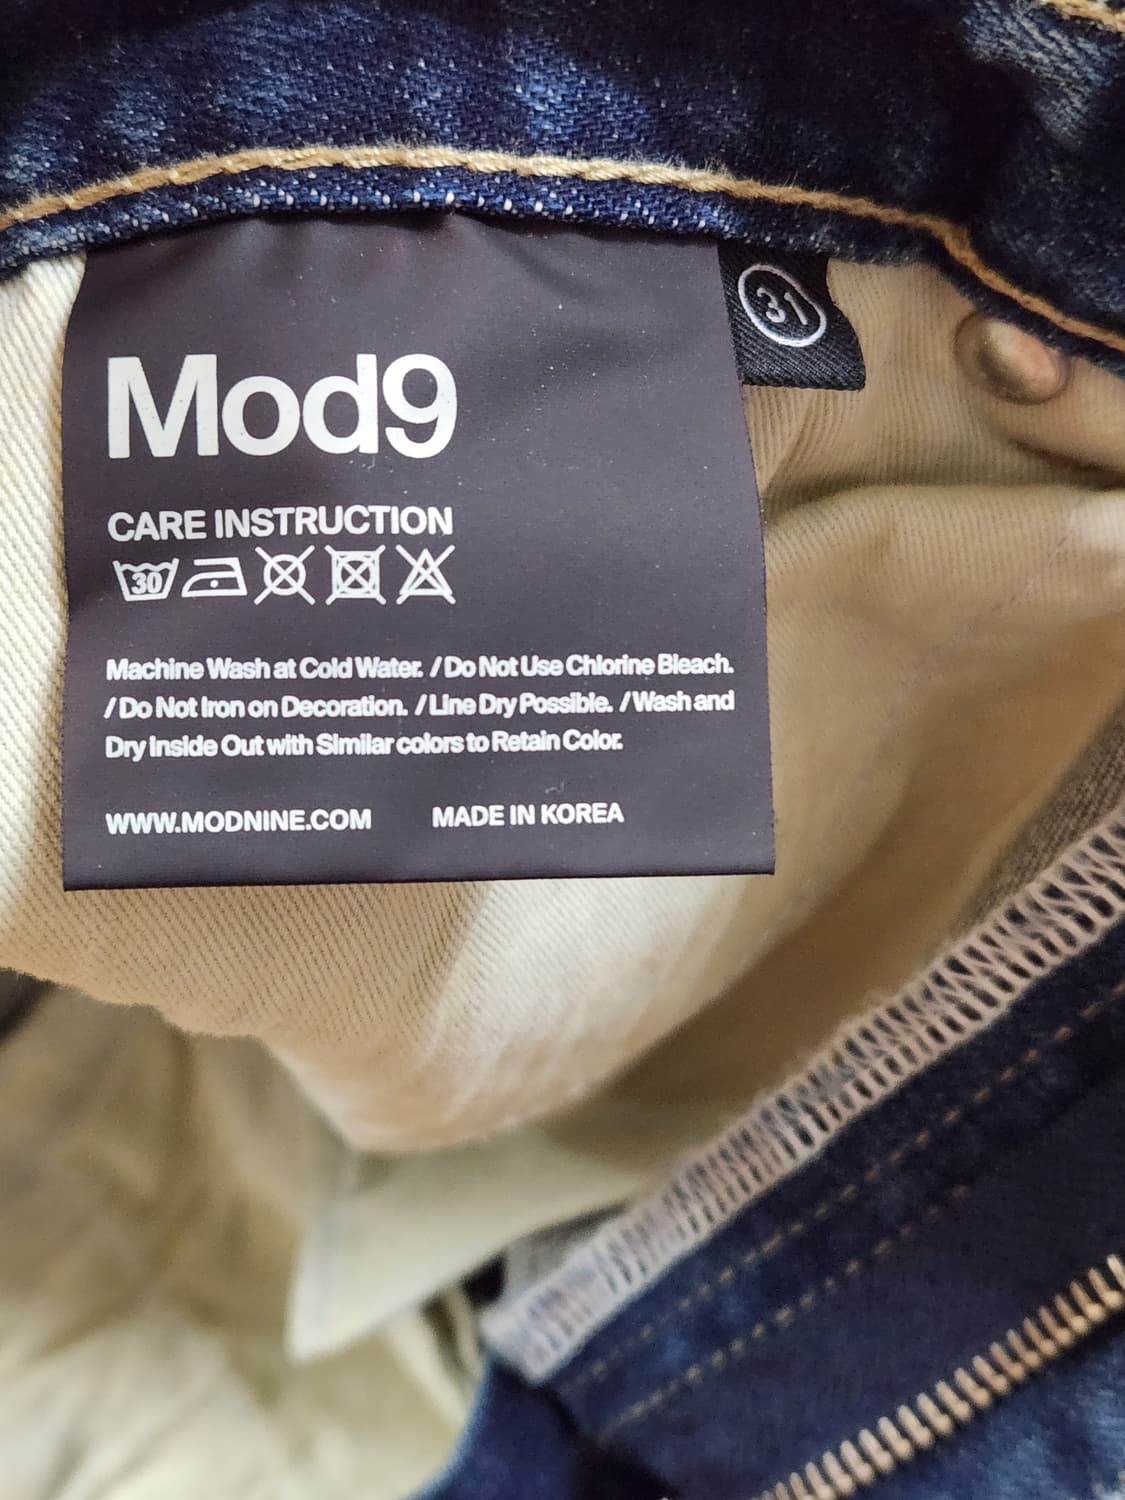 Mod9
31
CARE INSTRUCTION
30
Machine Wash at Cold Water. / Do Not Use Chlorine Bleach.
/ Do Not Iron on Decoration. / Line Dry Possible. / Wash and
Dry Inside Out with Similar colors to Retain Color.
WWW.MODNINE.COM MADE IN KOREA